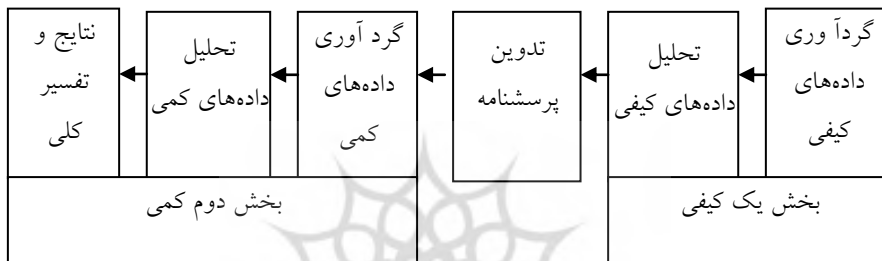 گردآ وری
داده‌های
کیفی
تحلیل
داده‌های کیفی
تدوین
پرسشنامه
گرد آوری
داده‌های
کمی
تحلیل
داده‌های کمی
نتایج و
تفسیر
کلی
بخش یک کیفی
بخش دوم کمی